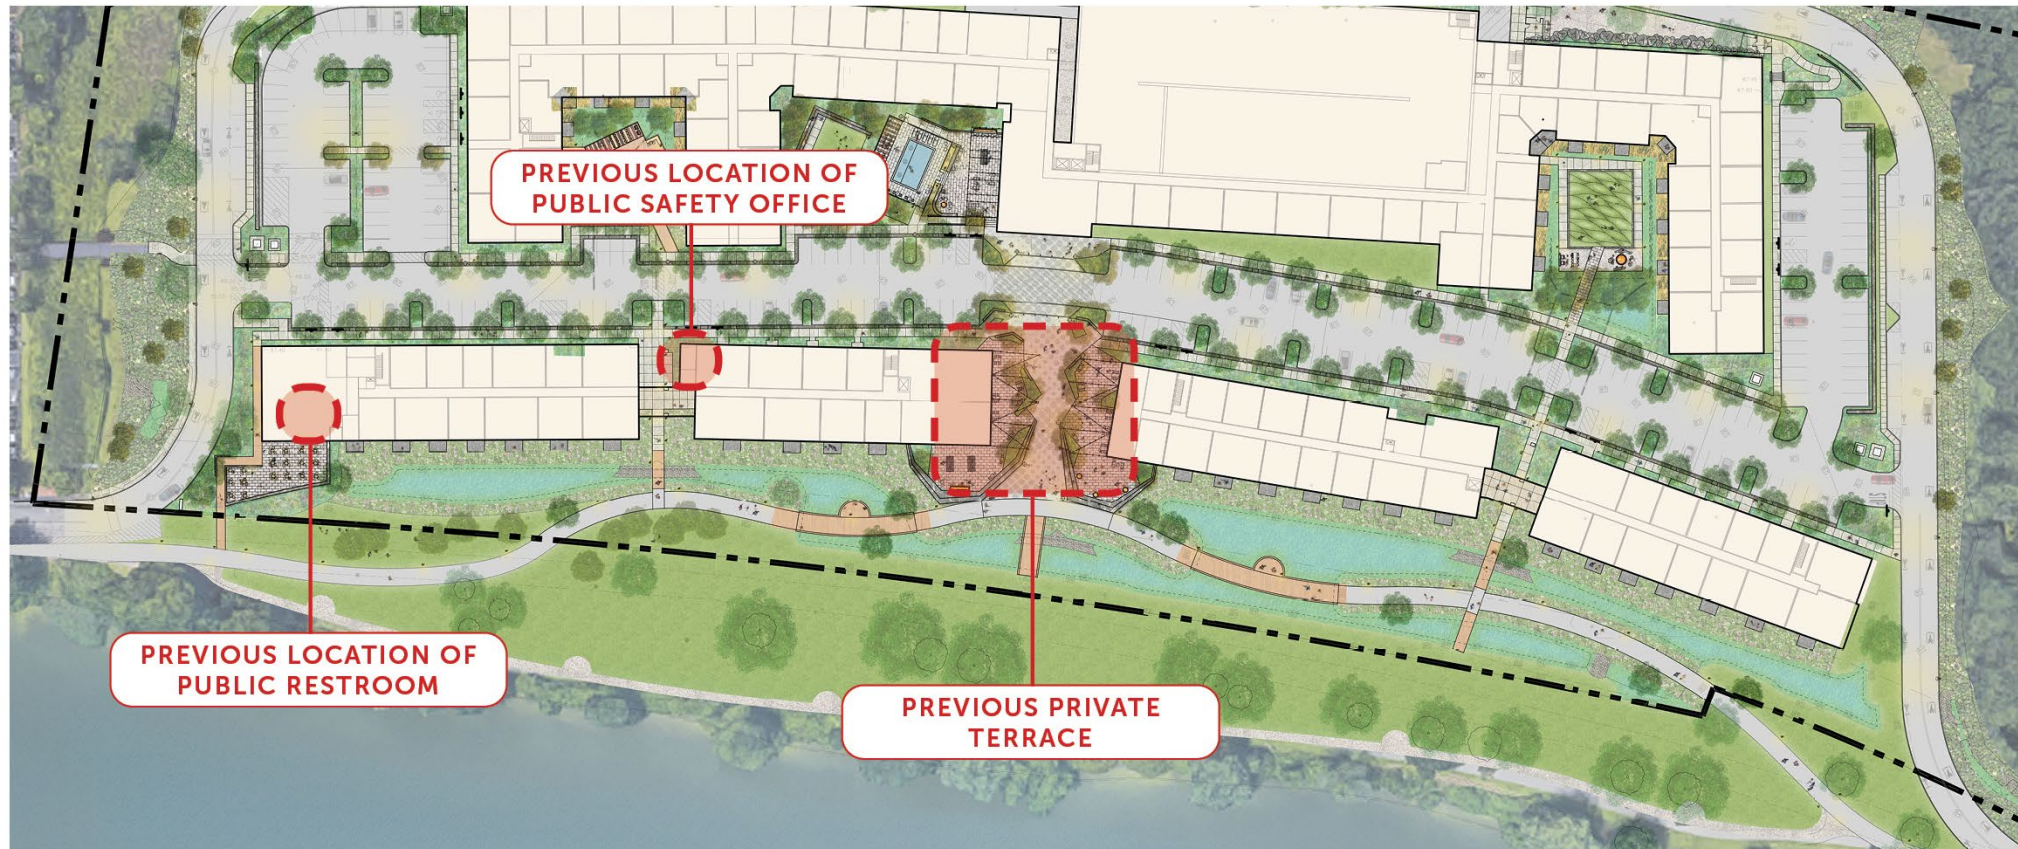 PREVIOUS LOCATION OF
PUBLIC SAFETY OFFICE
PREVIOUS LOCATION OF
PUBLIC RESTROOM
PREVIOUS PRIVATE
TERRACE